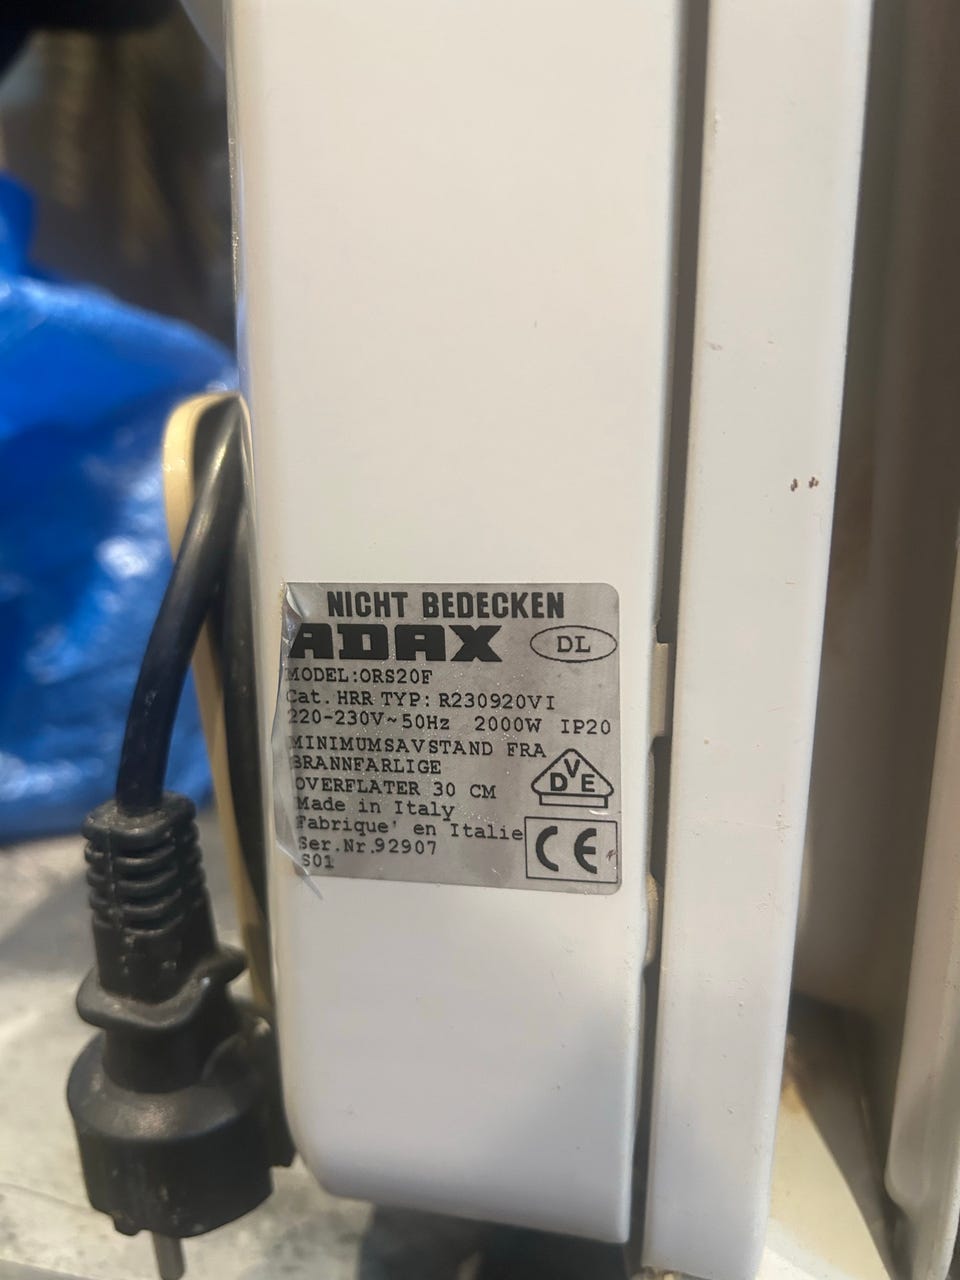 NICHT BEDECKEN
ADAX DL
MODEL:ORS20F
Cat. HRR TYP: R230920VI
220-230V~50Hz 2000W IP20
MINIMUMSAVSTAND FRA
BRANNFARLIGE
OVERFLATER 30 CM
DVE
Made in Italy
Fabrique' en Italie
Ser.Nr.92907
S01
CE